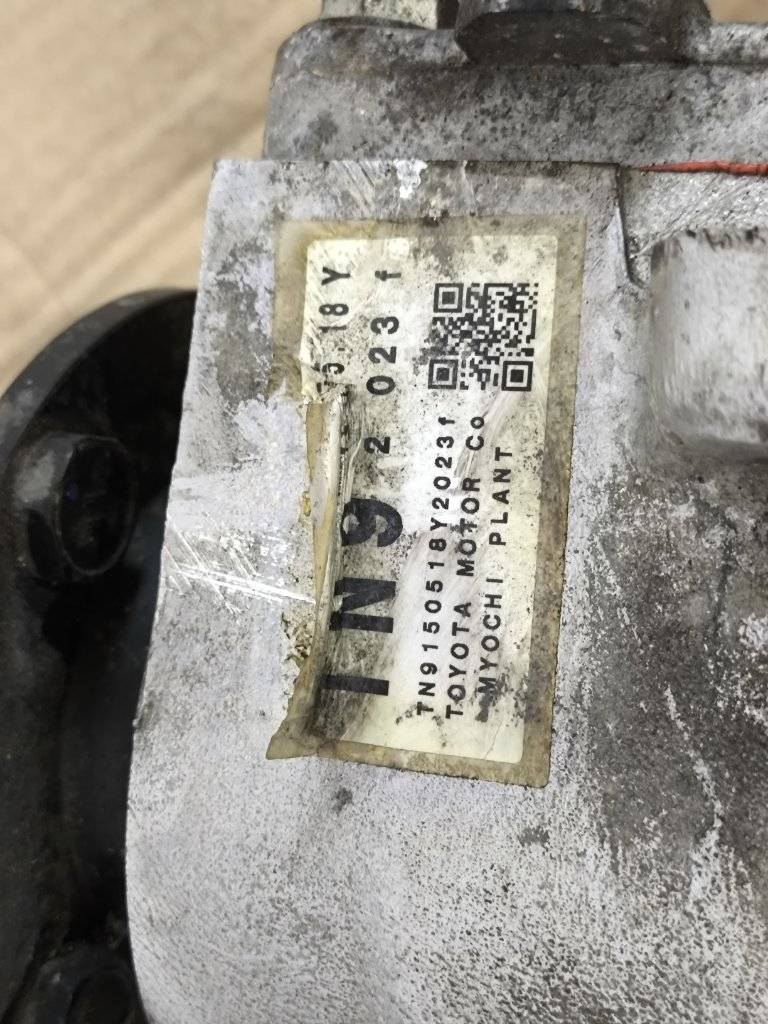 5 18 Y
TN9 2 023 f
TN9150518Y2023f
TOYOTA MOTOR Co
MYOCHI PLANT